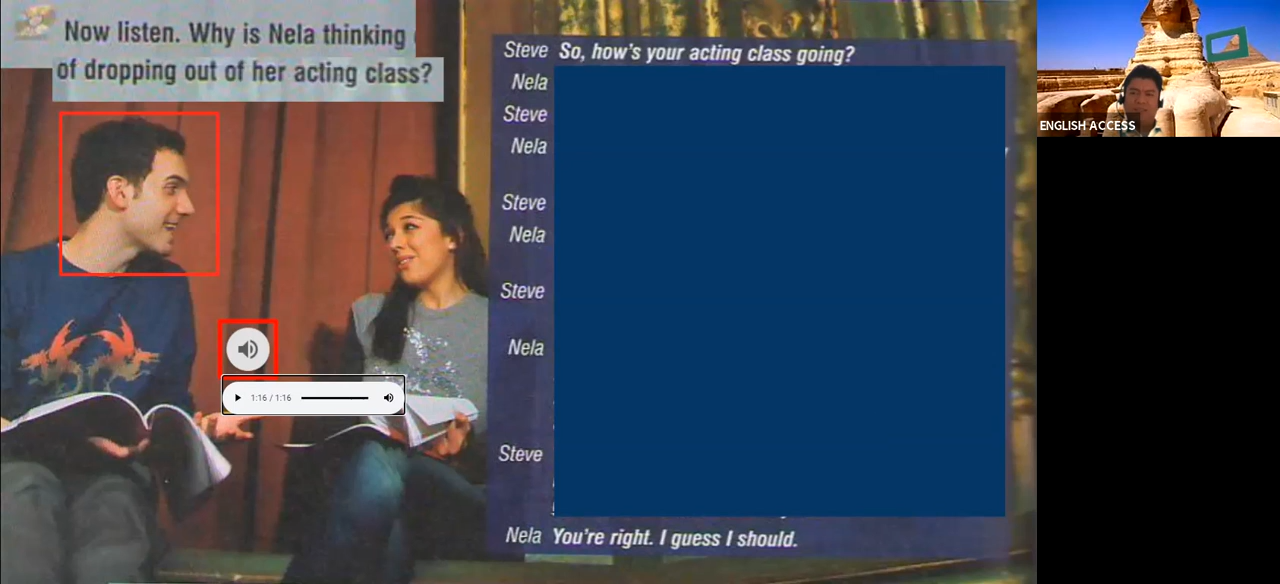 Now listen. Why is Nela thinking
of dropping out of her acting class?
Steve So, how's your acting class going?
Nela
Steve
Nela
Steve
Nela
Steve
Nela
Steve
Nela You're right. I guess I should.
1:16 / 1:16
ENGLISH ACCESS